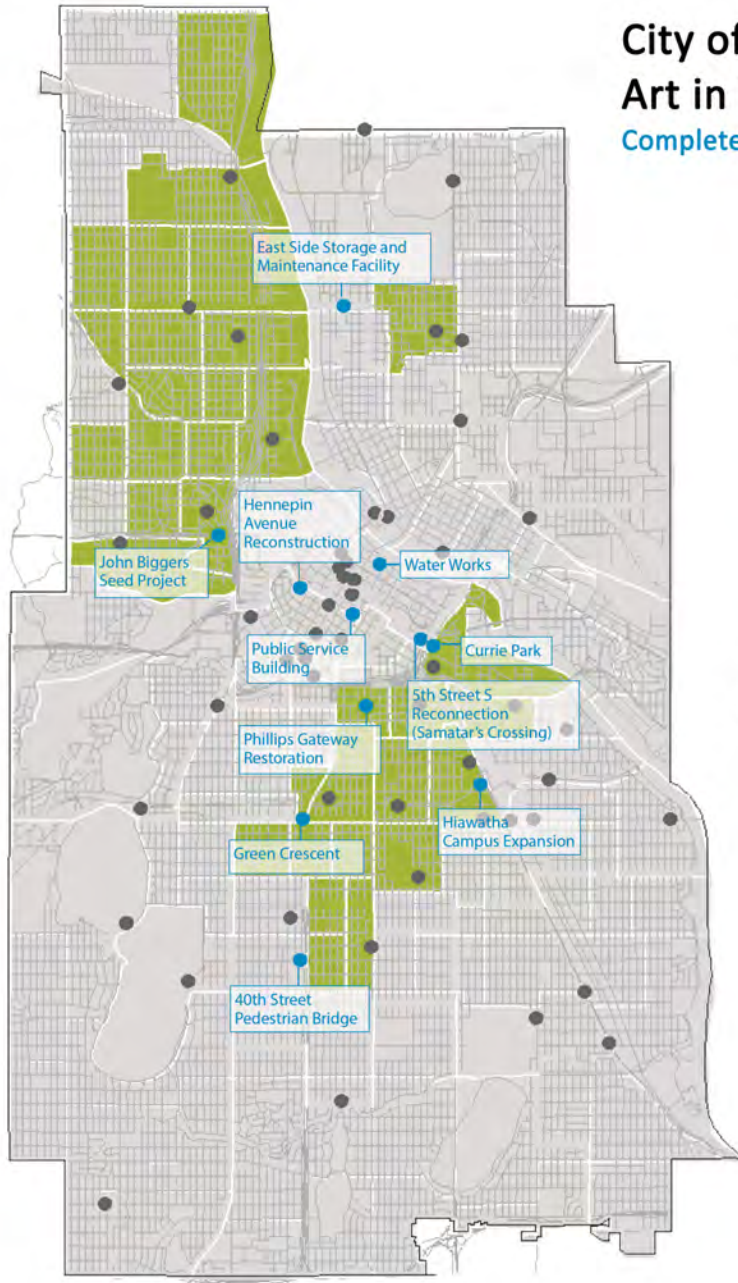 City of
Art in
Complete
East Side Storage and
Maintenance Facility
Hennepin
Avenue
Reconstruction
John Biggers
Seed Project
Water Works
Public Service
Building
Currie Park
5th Street S
Reconnection
(Samatar's Crossing)
Phillips Gateway
Restoration
Hiawatha
Campus Expansion
Green Crescent
40th Street
Pedestrian Bridge